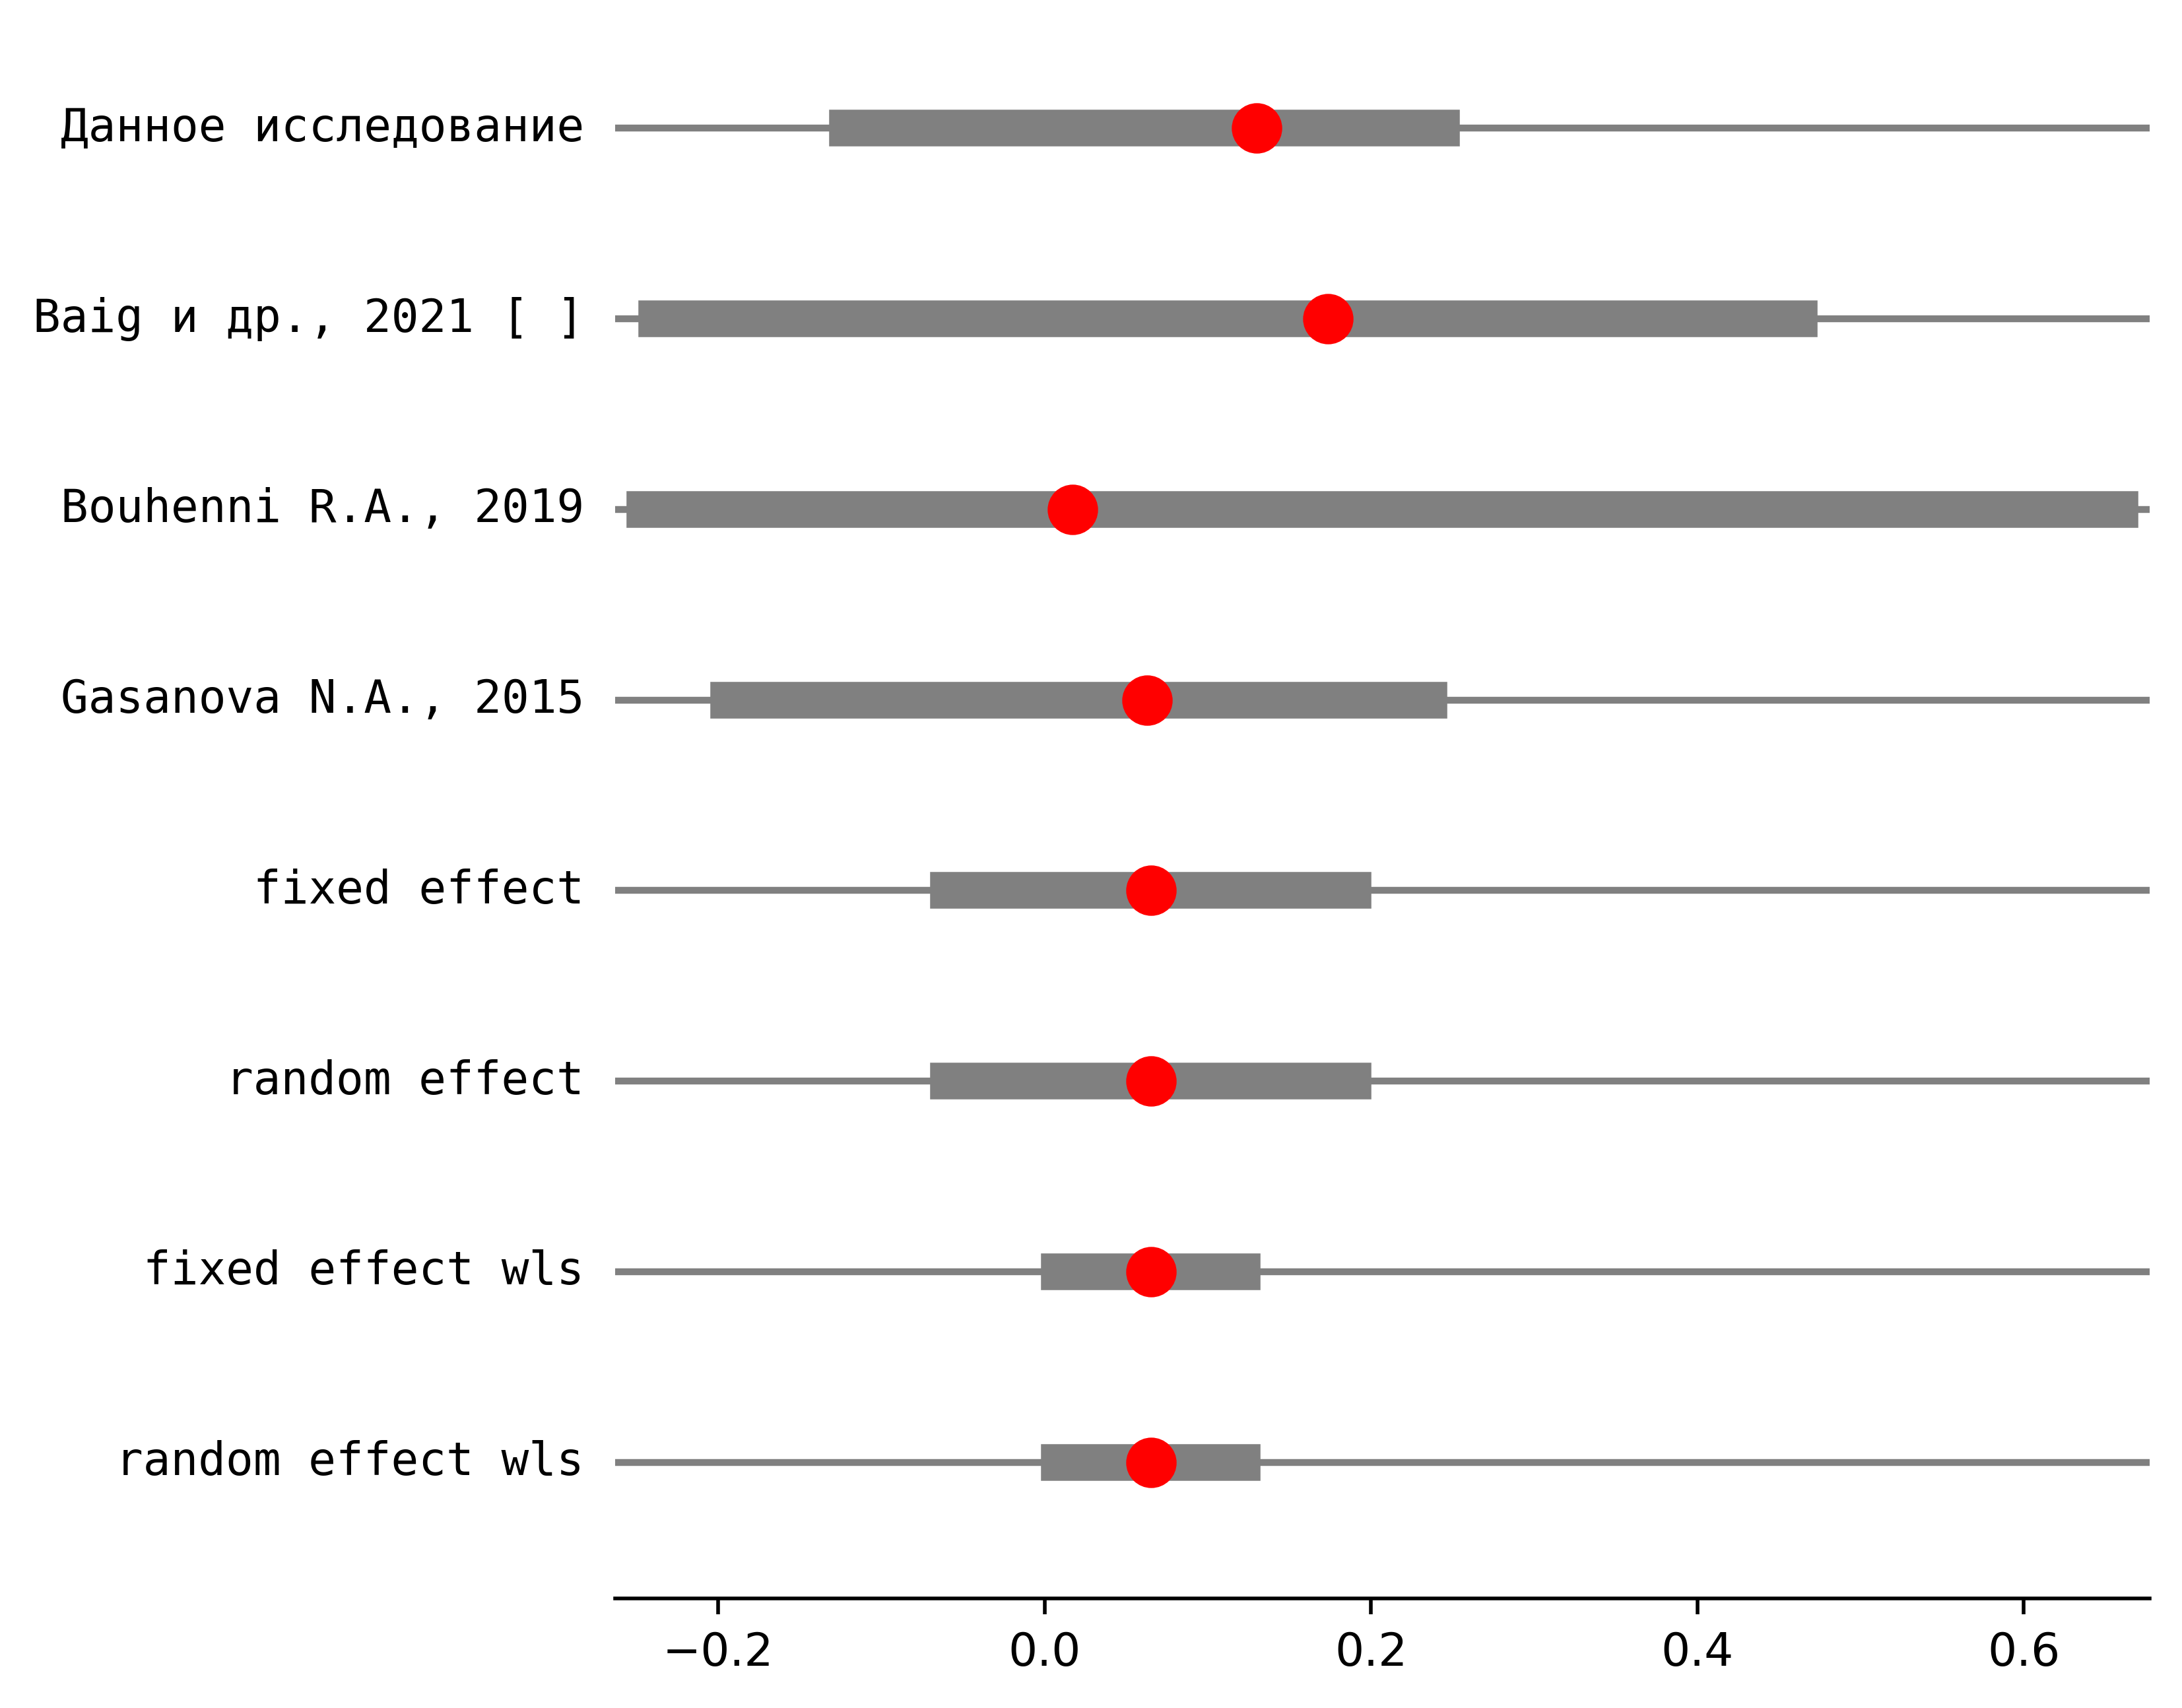 Данное исследование
Baig и др., 2021 [ ]
Bouhenni R.A., 2019
Gasanova N.A., 2015
fixed effect
random effect
fixed effect wls
random effect wls
−0.2 0.0 0.2 0.4 0.6